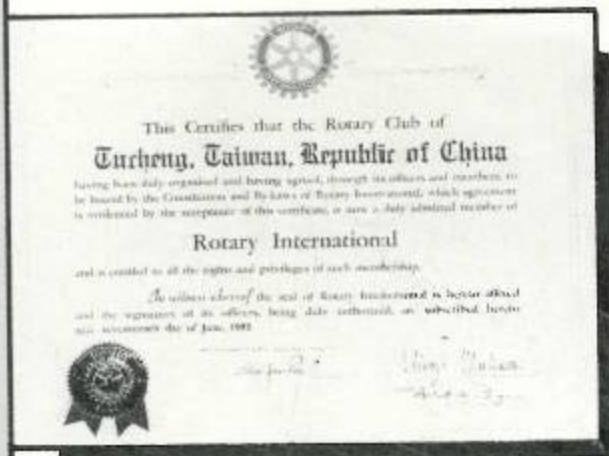 This Certifies that the Rotary Club of
Tucheng, Taiwan, Republic of China
having been duly organized and having agreed, through its officers and members, to
be bound by the Constitution and By-laws of Rotary International, which agreement
is evidenced by the acceptance of this certificate, is now a duly admitted member of
Rotary International
and is entitled to all the rights and privileges of such membership.
In witness whereof the seal of Rotary International is hereto affixed
and the signatures of its officers, being duly authorized, are subscribed hereto
this day of June,